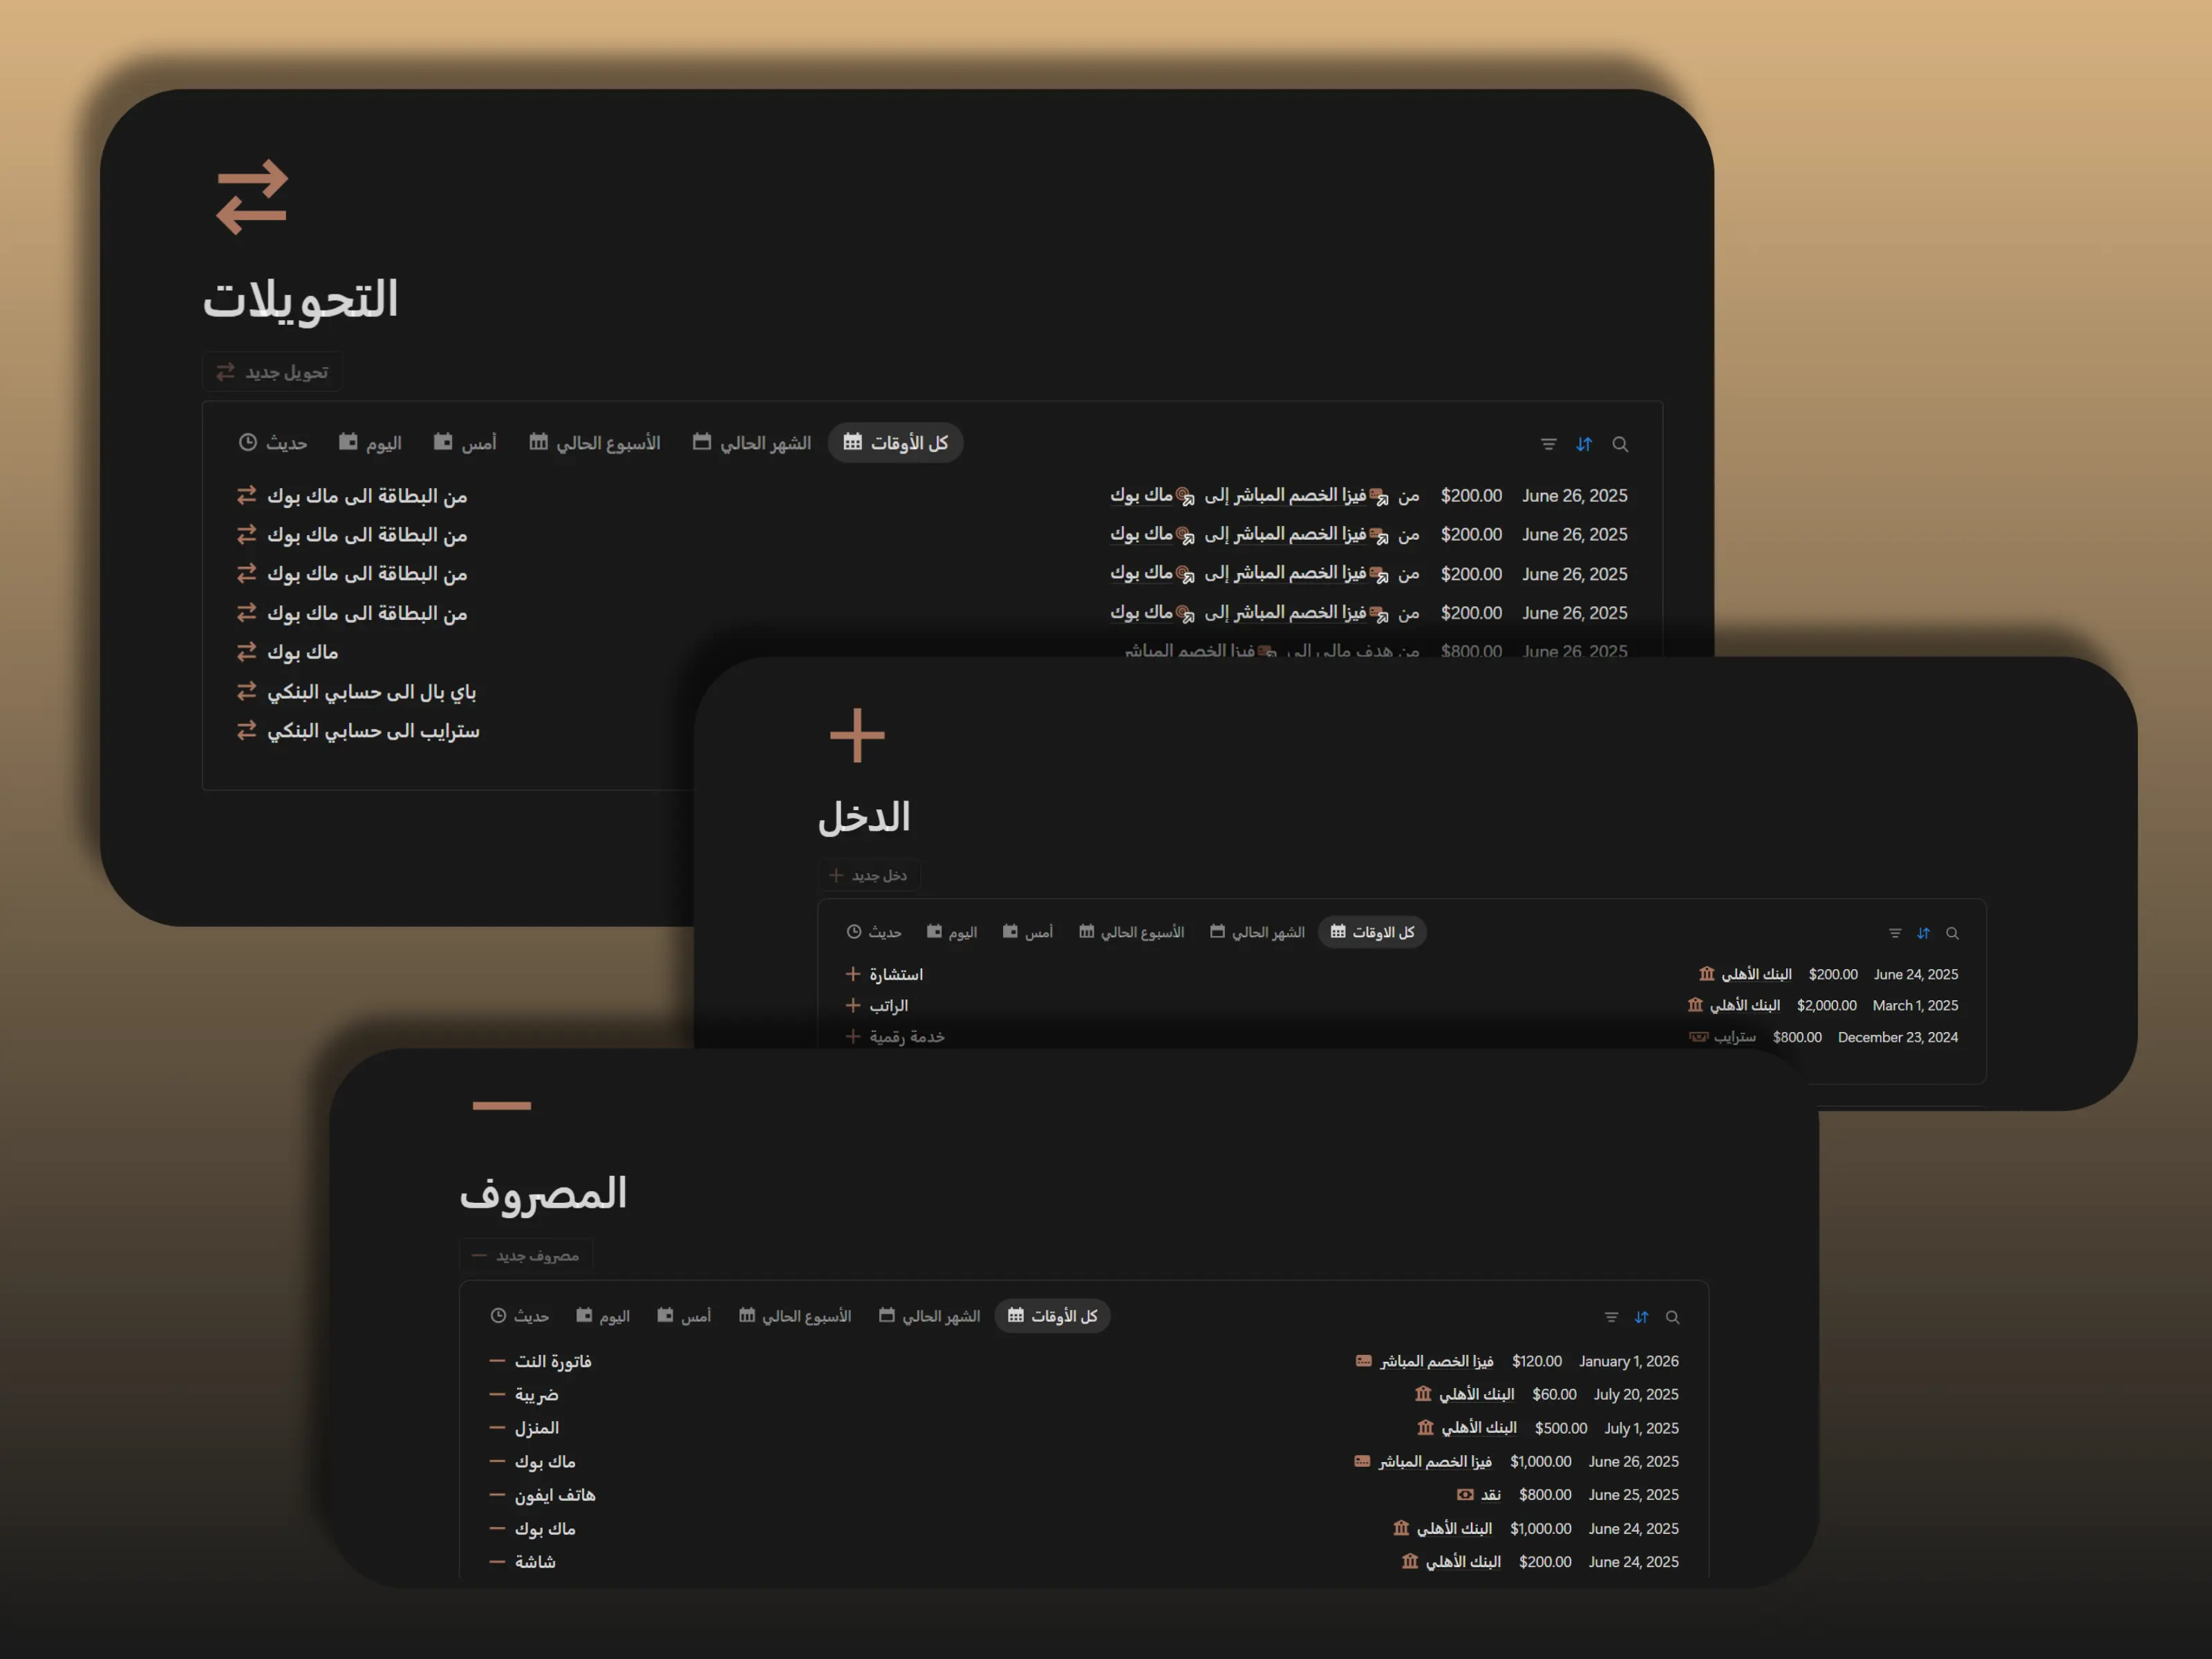 التحويلات
تحويل جديد
حديث اليوم أمس الأسبوع الحالي الشهر الحالي كل الأوقات
من البطاقة الى ماك بوك من فيزا الخصم المباشر إلى ماك بوك $200.00 June 26, 2025
من البطاقة الى ماك بوك من فيزا الخصم المباشر إلى ماك بوك $200.00 June 26, 2025
من البطاقة الى ماك بوك من فيزا الخصم المباشر إلى ماك بوك $200.00 June 26, 2025
من البطاقة الى ماك بوك من فيزا الخصم المباشر إلى ماك بوك $200.00 June 26, 2025
ماك بوك من هدف مالي إلى فيزا الخصم المباشر $800.00 June 26, 2025
باي بال الى حسابي البنكي
سترايب الى حسابي البنكي
الدخل
دخل جديد
حديث اليوم أمس الأسبوع الحالي الشهر الحالي كل الاوقات
استشارة البنك الأهلي $200.00 June 24, 2025
الراتب البنك الأهلي $2,000.00 March 1, 2025
خدمة رقمية سترايب $800.00 December 23, 2024
المصروف
مصروف جديد
حديث اليوم أمس الأسبوع الحالي الشهر الحالي كل الأوقات
فاتورة النت فيزا الخصم المباشر $120.00 January 1, 2026
ضريبة البنك الأهلي $60.00 July 20, 2025
المنزل البنك الأهلي $500.00 July 1, 2025
ماك بوك فيزا الخصم المباشر $1,000.00 June 26, 2025
هاتف ايفون نقد $800.00 June 25, 2025
ماك بوك البنك الأهلي $1,000.00 June 24, 2025
شاشة البنك الأهلي $200.00 June 24, 2025